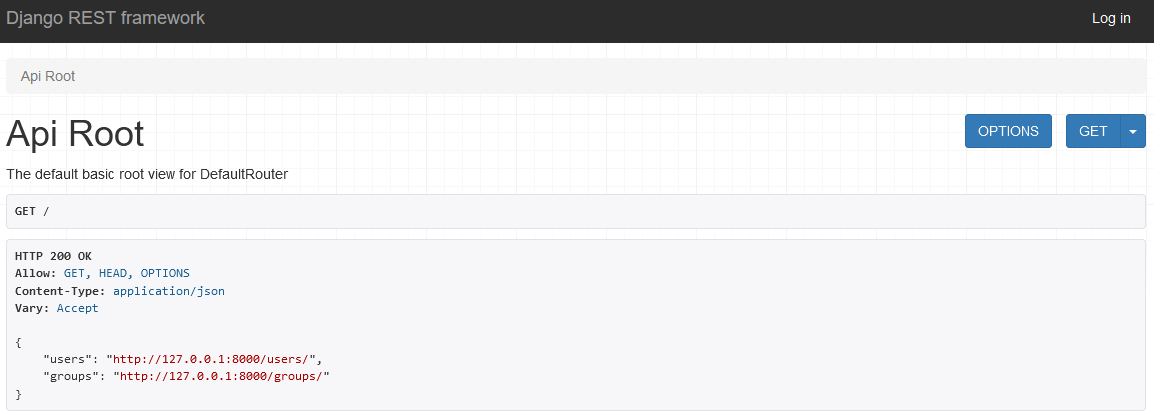 Django REST framework
Log in
Api Root
Api Root
OPTIONS
GET
The default basic root view for DefaultRouter
GET /
HTTP 200 OK
Allow: GET, HEAD, OPTIONS
Content-Type: application/json
Vary: Accept
{
    "users": "http://127.0.0.1:8000/users/",
    "groups": "http://127.0.0.1:8000/groups/"
}